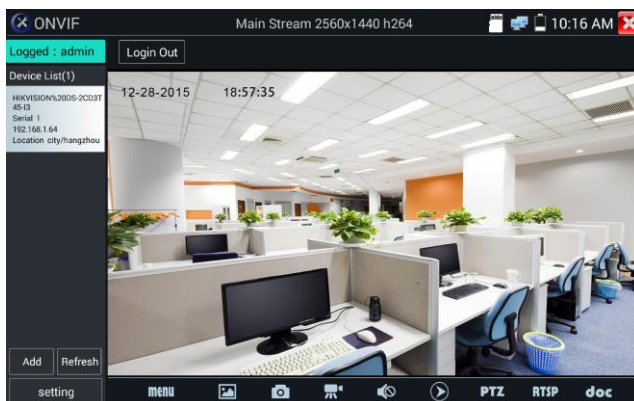 ONVIF
Main Stream 2560x1440 h264
10:16 AM
Logged : admin
Login Out
Device List(1)
HIKVISION%20DS-2CD3T
45-I3
Serial 1
192.168.1.64
Location city/hangzhou
12-28-2015 18:57:35
Add
Refresh
setting
menu
PTZ
RTSP
doc